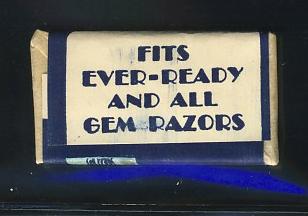 FITS
EVER-READY
AND ALL
GEM RAZORS